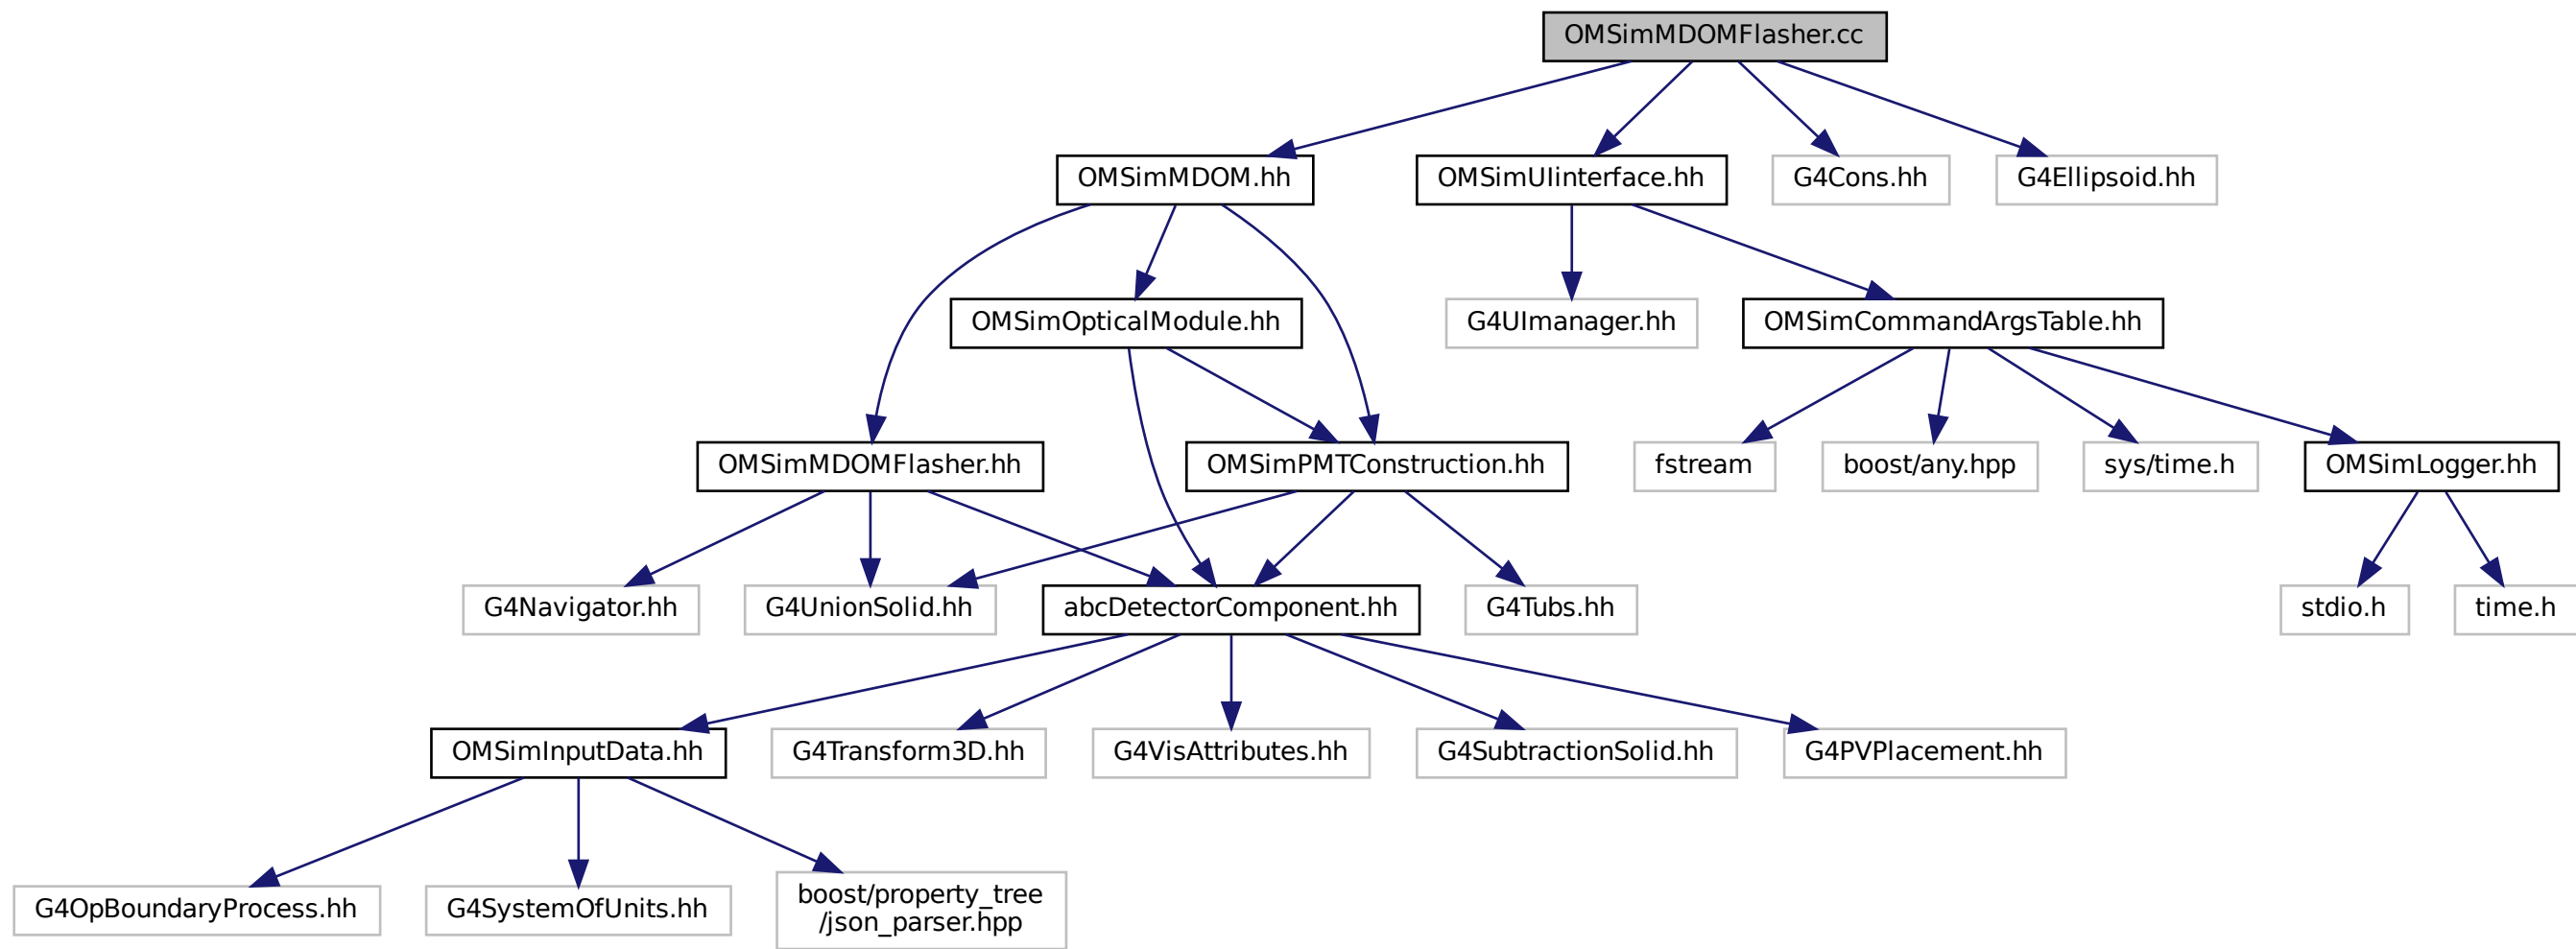 OMSimMDOMFlasher.cc
OMSimMDOM.hh
OMSimUIinterface.hh
G4Cons.hh
G4Ellipsoid.hh
OMSimOpticalModule.hh
G4UImanager.hh
OMSimCommandArgsTable.hh
OMSimMDOMFlasher.hh
OMSimPMTConstruction.hh
fstream
boost/any.hpp
sys/time.h
OMSimLogger.hh
G4Navigator.hh
G4UnionSolid.hh
abcDetectorComponent.hh
G4Tubs.hh
stdio.h
time.h
OMSimInputData.hh
G4Transform3D.hh
G4VisAttributes.hh
G4SubtractionSolid.hh
G4PVPlacement.hh
G4OpBoundaryProcess.hh
G4SystemOfUnits.hh
boost/property_tree
/json_parser.hpp